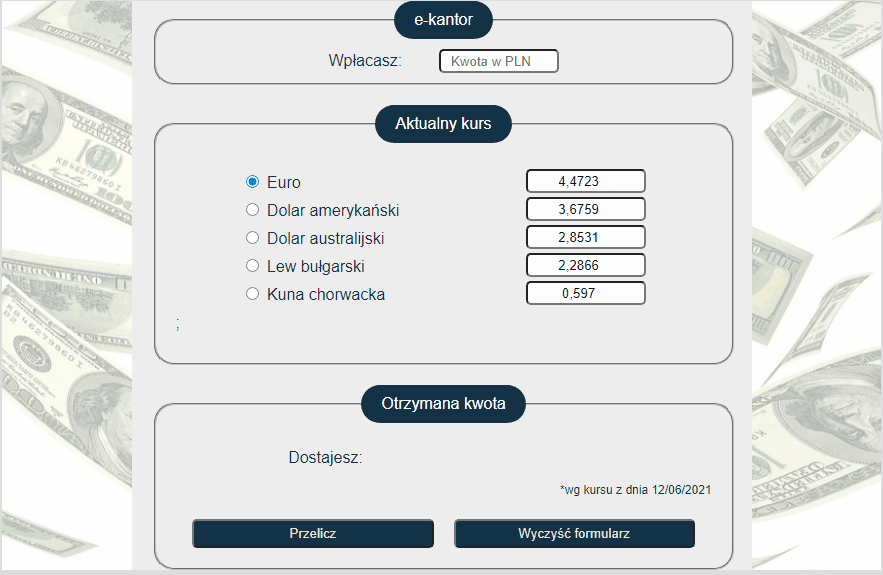 e-kantor
Wpłacasz: Kwota w PLN
Aktualny kurs
Euro 4,4723
Dolar amerykański 3,6759
Dolar australijski 2,8531
Lew bułgarski 2,2866
Kuna chorwacka 0,597
;
Otrzymana kwota
Dostajesz:
*wg kursu z dnia 12/06/2021
Przelicz Wyczyść formularz
KB46279860I